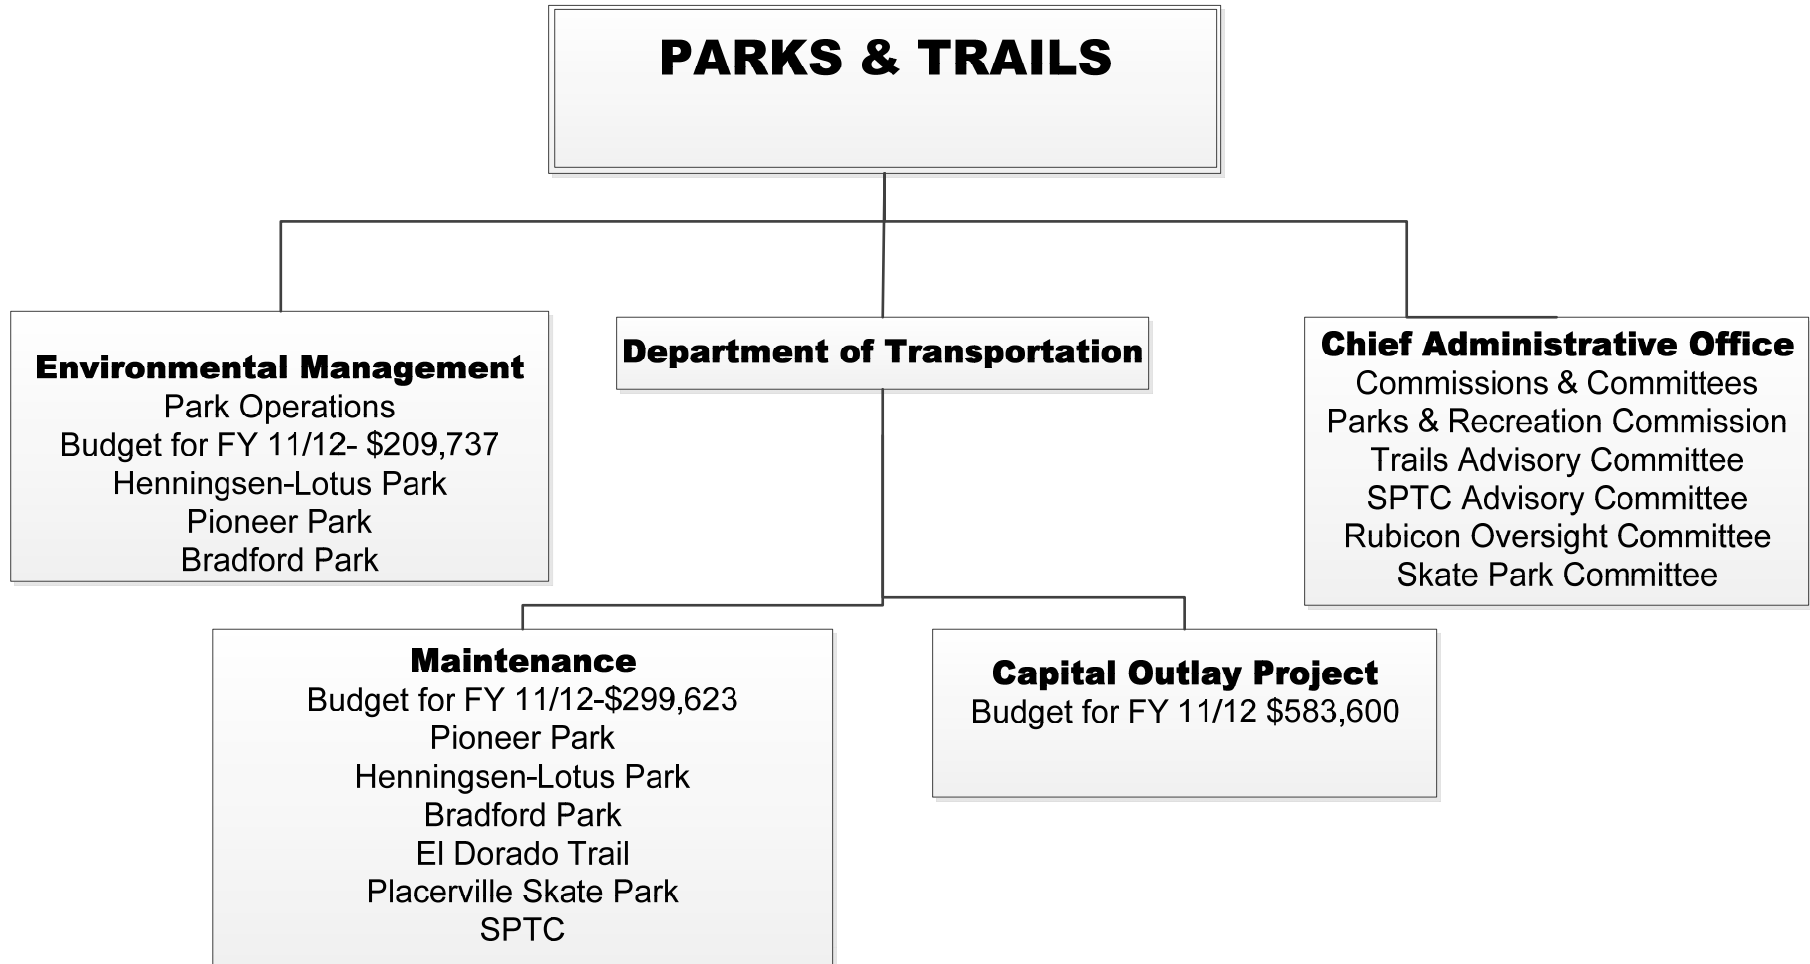 PARKS & TRAILS
Environmental Management
Park Operations
Budget for FY 11/12- $209,737
Henningsen-Lotus Park
Pioneer Park
Bradford Park
Department of Transportation
Chief Administrative Office
Commissions & Committees
Parks & Recreation Commission
Trails Advisory Committee
SPTC Advisory Committee
Rubicon Oversight Committee
Skate Park Committee
Maintenance
Budget for FY 11/12-$299,623
Pioneer Park
Henningsen-Lotus Park
Bradford Park
El Dorado Trail
Placerville Skate Park
SPTC
Capital Outlay Project
Budget for FY 11/12 $583,600